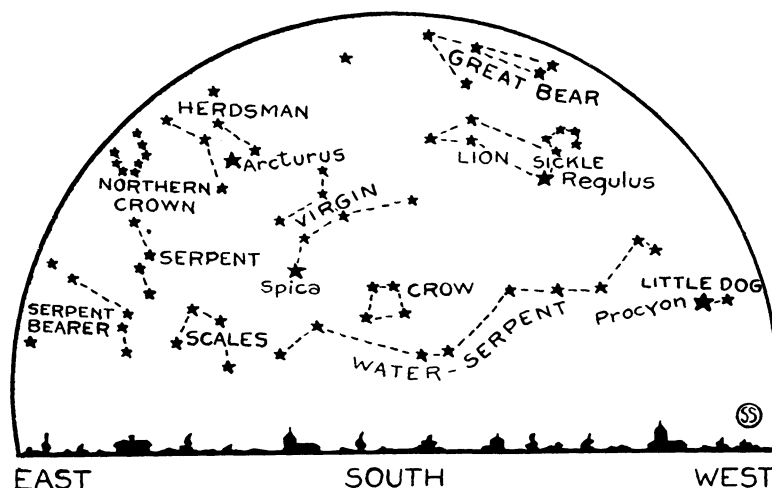 GREAT BEAR
HERDSMAN
Arcturus
LION
SICKLE
Regulus
NORTHERN
CROWN
VIRGIN
SERPENT
Spica
CROW
LITTLE DOG
Procyon
SERPENT
BEARER
SCALES
WATER-SERPENT
SS
EAST SOUTH WEST